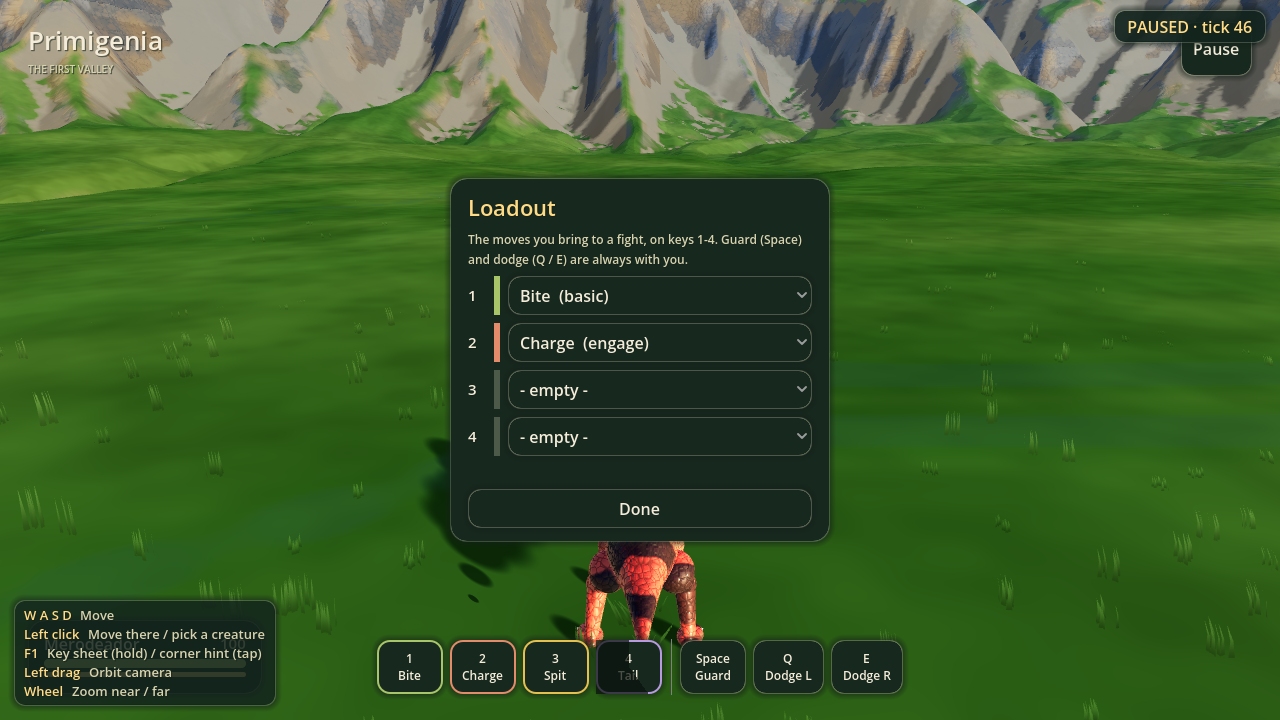 Primigenia
THE FIRST VALLEY
PAUSED · tick 46
Pause
Loadout
The moves you bring to a fight, on keys 1-4. Guard (Space)
and dodge (Q / E) are always with you.
1 Bite (basic)
2 Charge (engage)
3 - empty -
4 - empty -
Done
W A S D Move
Left click Move there / pick a creature
F1 Key sheet (hold) / corner hint (tap)
Left drag Orbit camera
Wheel Zoom near / far
1 2 3 4 Space Q E
Bite Charge Spit Tail Guard Dodge L Dodge R